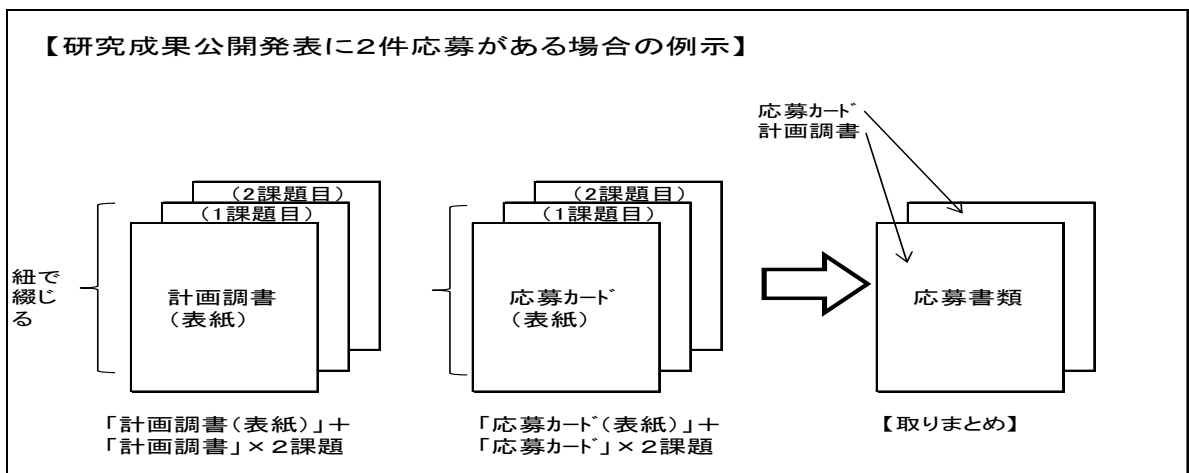 【研究成果公開発表に2件応募がある場合の例示】
応募カード
計画調書
(2課題目)
(1課題目)
計画調書
(表紙)
紐で
綴じ
る
「計画調書(表紙)」+
「計画調書」×2課題
(2課題目)
(1課題目)
応募カード
(表紙)
「応募カード(表紙)」+
「応募カード」×2課題
応募書類
【取りまとめ】